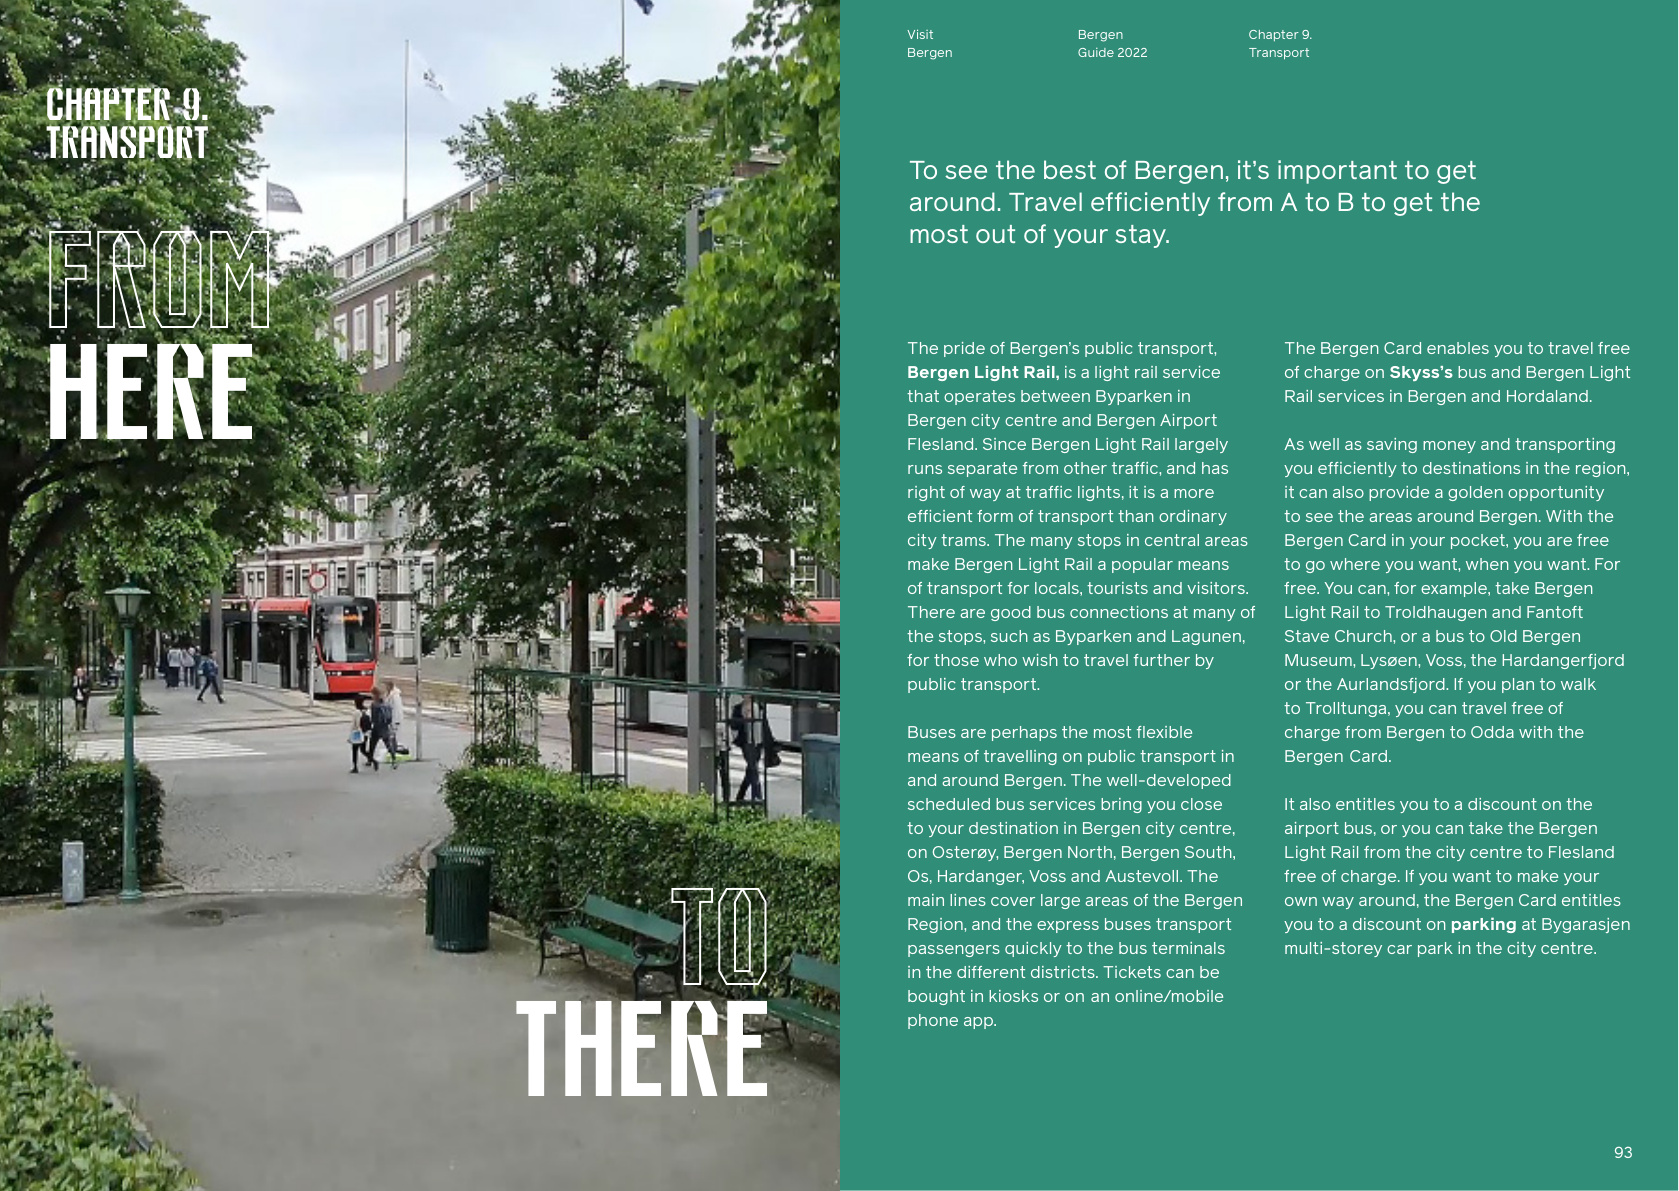 CHAPTER 9.
TRANSPORT
FROM
HERE
TO
THERE
Visit
Bergen
Bergen
Guide 2022
Chapter 9.
Transport
To see the best of Bergen, it’s important to get
around. Travel efficiently from A to B to get the
most out of your stay.
The pride of Bergen’s public transport,
Bergen Light Rail, is a light rail service
that operates between Byparken in
Bergen city centre and Bergen Airport
Flesland. Since Bergen Light Rail largely
runs separate from other traffic, and has
right of way at traffic lights, it is a more
efficient form of transport than ordinary
city trams. The many stops in central areas
make Bergen Light Rail a popular means
of transport for locals, tourists and visitors.
There are good bus connections at many of
the stops, such as Byparken and Lagunen,
for those who wish to travel further by
public transport.
Buses are perhaps the most flexible
means of travelling on public transport in
and around Bergen. The well-developed
scheduled bus services bring you close
to your destination in Bergen city centre,
on Osterøy, Bergen North, Bergen South,
Os, Hardanger, Voss and Austevoll. The
main lines cover large areas of the Bergen
Region, and the express buses transport
passengers quickly to the bus terminals
in the different districts. Tickets can be
bought in kiosks or on an online/mobile
phone app.
The Bergen Card enables you to travel free
of charge on Skyss’s bus and Bergen Light
Rail services in Bergen and Hordaland.
As well as saving money and transporting
you efficiently to destinations in the region,
it can also provide a golden opportunity
to see the areas around Bergen. With the
Bergen Card in your pocket, you are free
to go where you want, when you want. For
free. You can, for example, take Bergen
Light Rail to Troldhaugen and Fantoft
Stave Church, or a bus to Old Bergen
Museum, Lysøen, Voss, the Hardangerfjord
or the Aurlandsfjord. If you plan to walk
to Trolltunga, you can travel free of
charge from Bergen to Odda with the
Bergen Card.
It also entitles you to a discount on the
airport bus, or you can take the Bergen
Light Rail from the city centre to Flesland
free of charge. If you want to make your
own way around, the Bergen Card entitles
you to a discount on parking at Bygarasjen
multi-storey car park in the city centre.
93